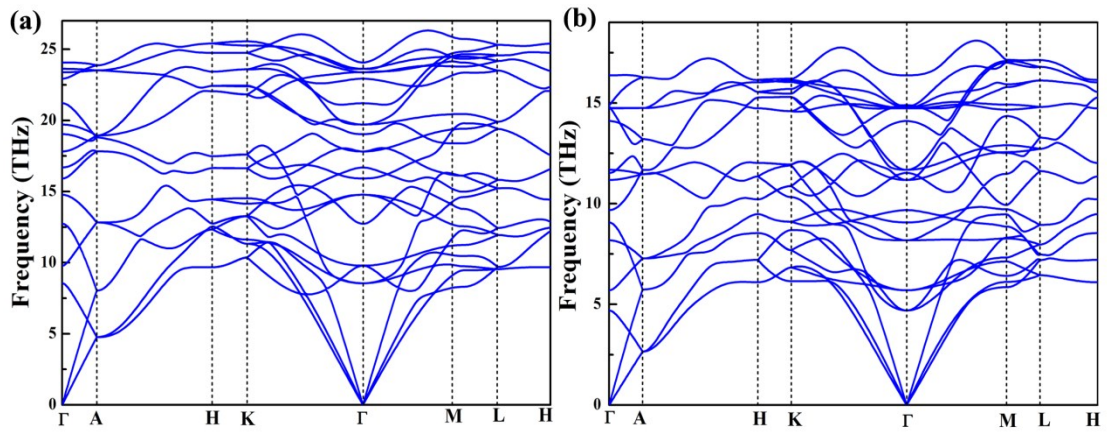 (a)
Frequency (THz)
25
20
15
10
5
0
Γ A H K Γ M L H
(b)
Frequency (THz)
15
10
5
0
Γ A H K Γ M L H